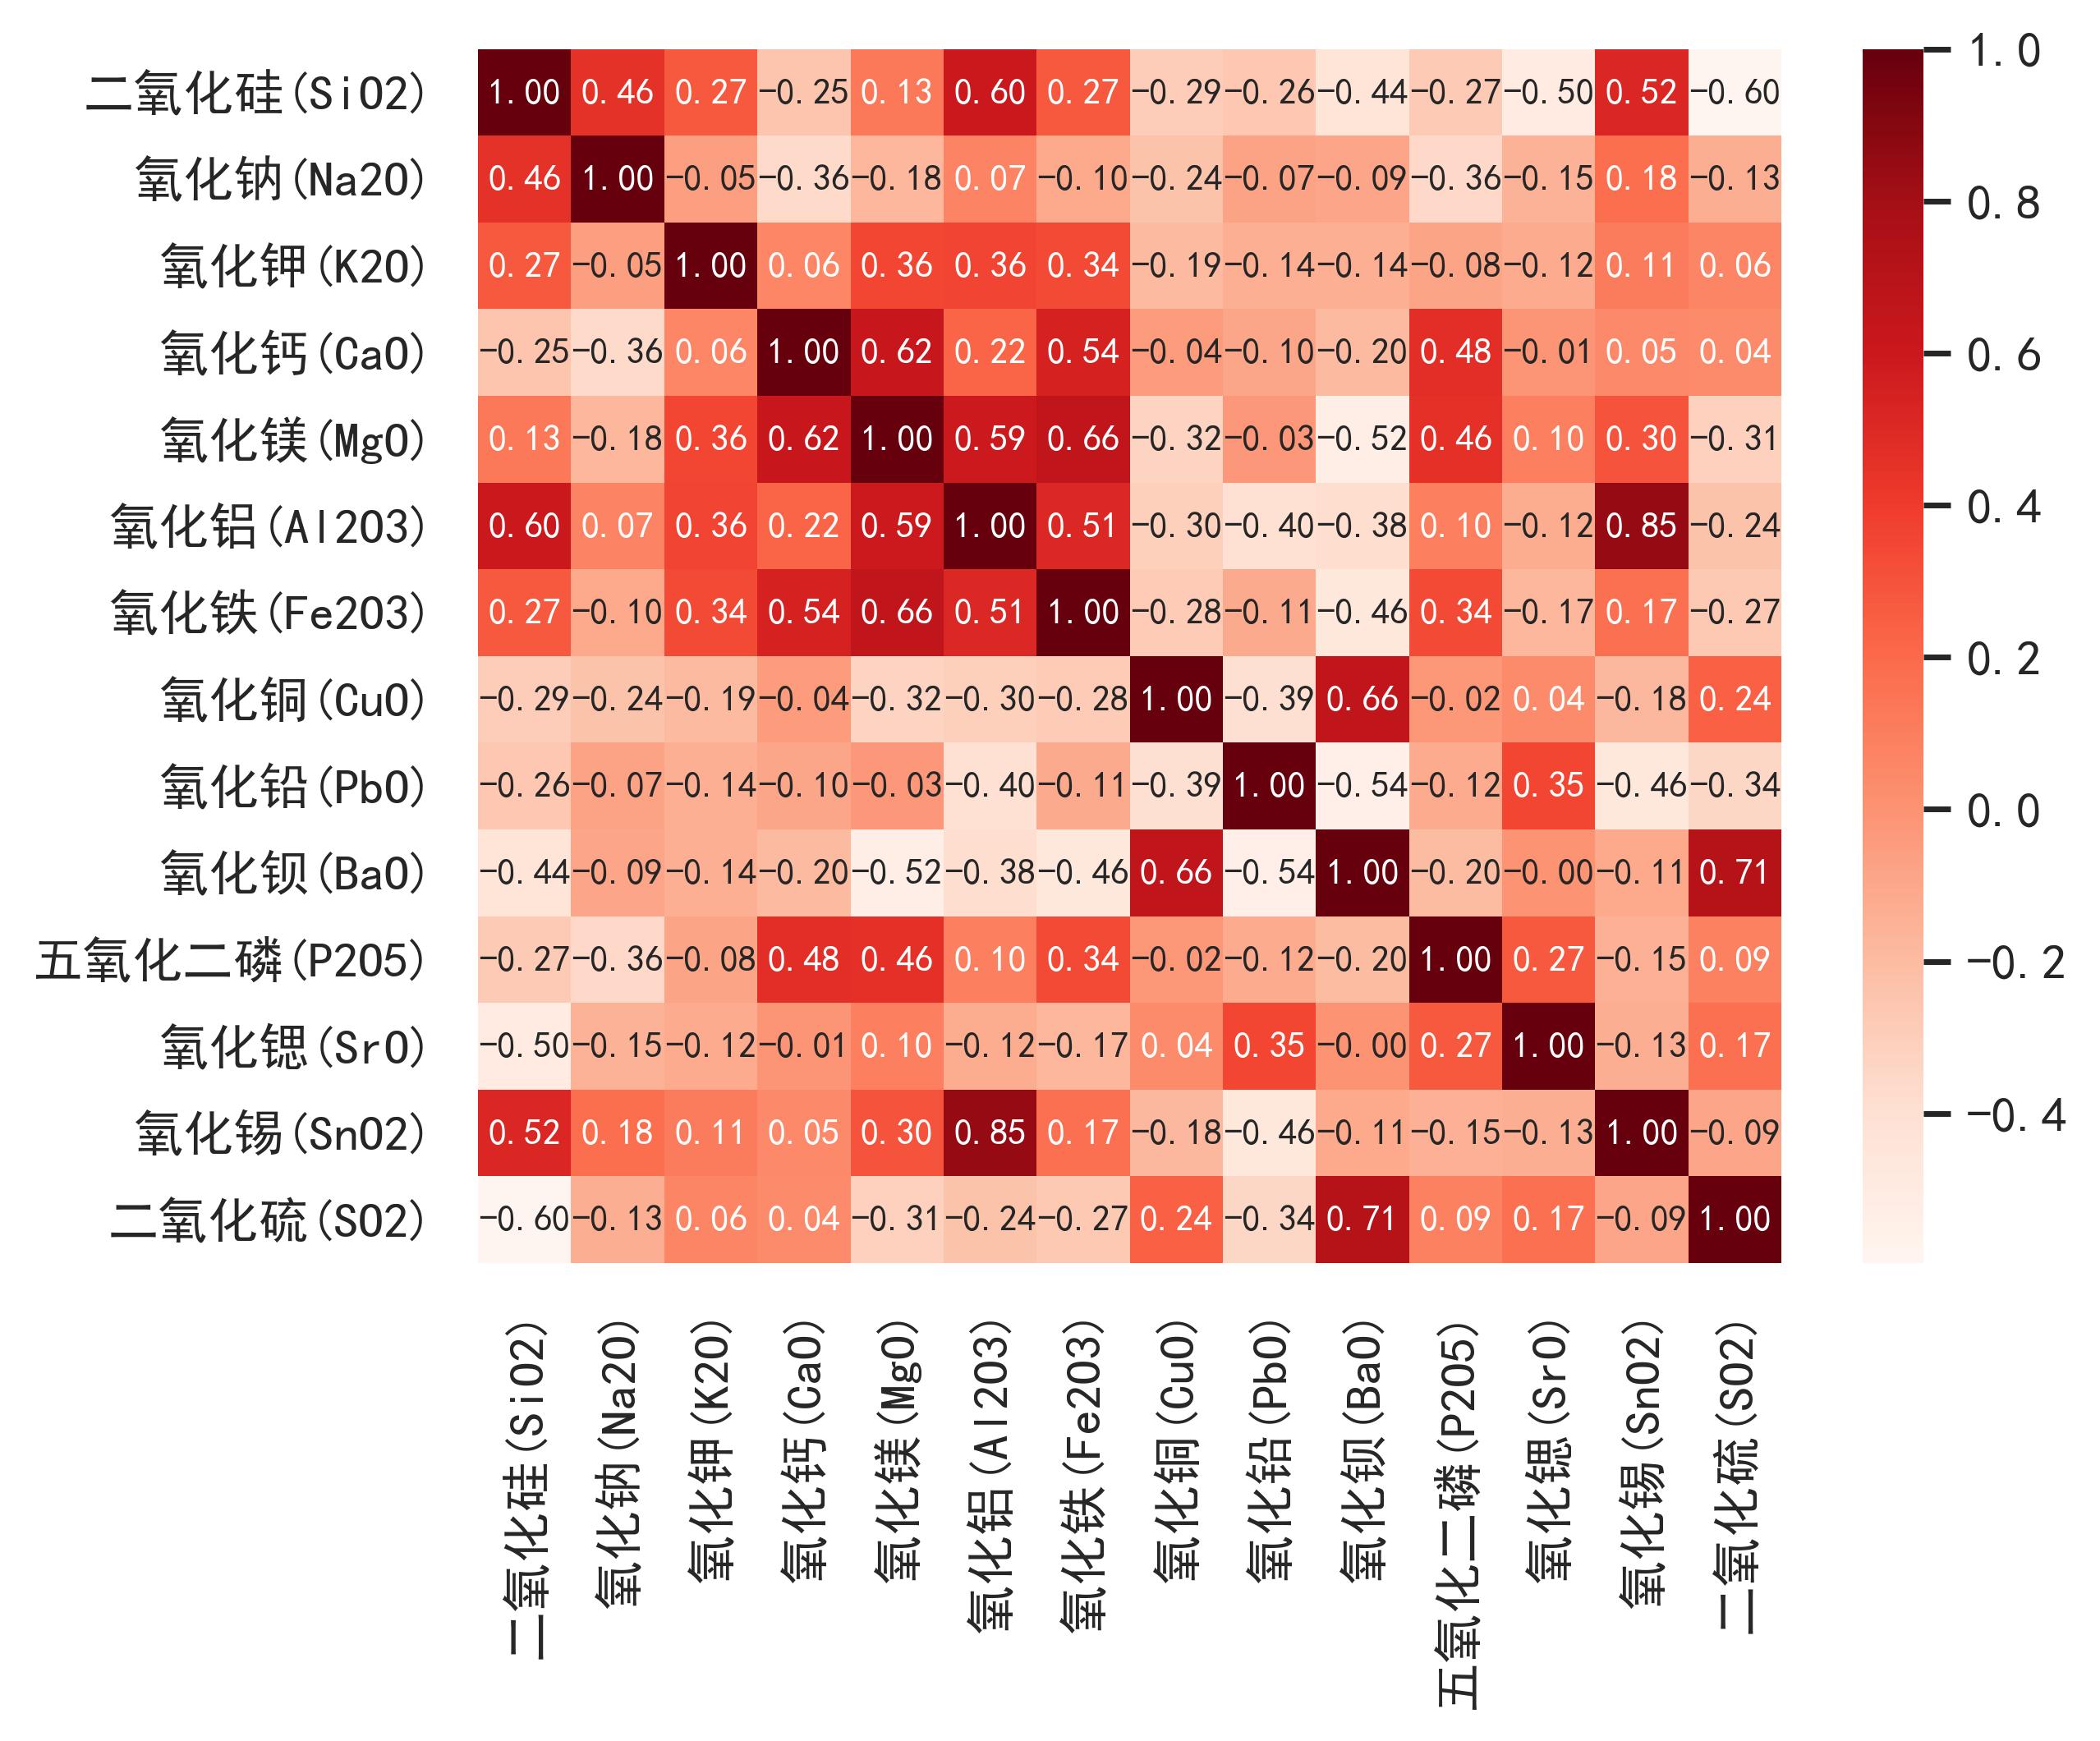 二氧化硅(SiO2) 1.00 0.46 0.27 −0.25 0.13 0.60 0.27 −0.29 −0.26 −0.44 −0.27 −0.50 0.52 −0.60
氧化钠(Na2O) 0.46 1.00 −0.05 −0.36 −0.18 0.07 −0.10 −0.24 −0.07 −0.09 −0.36 −0.15 0.18 −0.13
氧化钾(K2O) 0.27 −0.05 1.00 0.06 0.36 0.36 0.34 −0.19 −0.14 −0.14 −0.08 −0.12 0.11 0.06
氧化钙(CaO) −0.25 −0.36 0.06 1.00 0.62 0.22 0.54 −0.04 −0.10 −0.20 0.48 −0.01 0.05 0.04
氧化镁(MgO) 0.13 −0.18 0.36 0.62 1.00 0.59 0.66 −0.32 −0.03 −0.52 0.46 0.10 0.30 −0.31
氧化铝(Al2O3) 0.60 0.07 0.36 0.22 0.59 1.00 0.51 −0.30 −0.40 −0.38 0.10 −0.12 0.85 −0.24
氧化铁(Fe2O3) 0.27 −0.10 0.34 0.54 0.66 0.51 1.00 −0.28 −0.11 −0.46 0.34 −0.17 0.17 −0.27
氧化铜(CuO) −0.29 −0.24 −0.19 −0.04 −0.32 −0.30 −0.28 1.00 −0.39 0.66 −0.02 0.04 −0.18 0.24
氧化铅(PbO) −0.26 −0.07 −0.14 −0.10 −0.03 −0.40 −0.11 −0.39 1.00 −0.54 −0.12 0.35 −0.46 −0.34
氧化钡(BaO) −0.44 −0.09 −0.14 −0.20 −0.52 −0.38 −0.46 0.66 −0.54 1.00 −0.20 −0.00 −0.11 0.71
五氧化二磷(P2O5) −0.27 −0.36 −0.08 0.48 0.46 0.10 0.34 −0.02 −0.12 −0.20 1.00 0.27 −0.15 0.09
氧化锶(SrO) −0.50 −0.15 −0.12 −0.01 0.10 −0.12 −0.17 0.04 0.35 −0.00 0.27 1.00 −0.13 0.17
氧化锡(SnO2) 0.52 0.18 0.11 0.05 0.30 0.85 0.17 −0.18 −0.46 −0.11 −0.15 −0.13 1.00 −0.09
二氧化硫(SO2) −0.60 −0.13 0.06 0.04 −0.31 −0.24 −0.27 0.24 −0.34 0.71 0.09 0.17 −0.09 1.00
二氧化硅(SiO2)
氧化钠(Na2O)
氧化钾(K2O)
氧化钙(CaO)
氧化镁(MgO)
氧化铝(Al2O3)
氧化铁(Fe2O3)
氧化铜(CuO)
氧化铅(PbO)
氧化钡(BaO)
五氧化二磷(P2O5)
氧化锶(SrO)
氧化锡(SnO2)
二氧化硫(SO2)
1.0
0.8
0.6
0.4
0.2
0.0
−0.2
−0.4